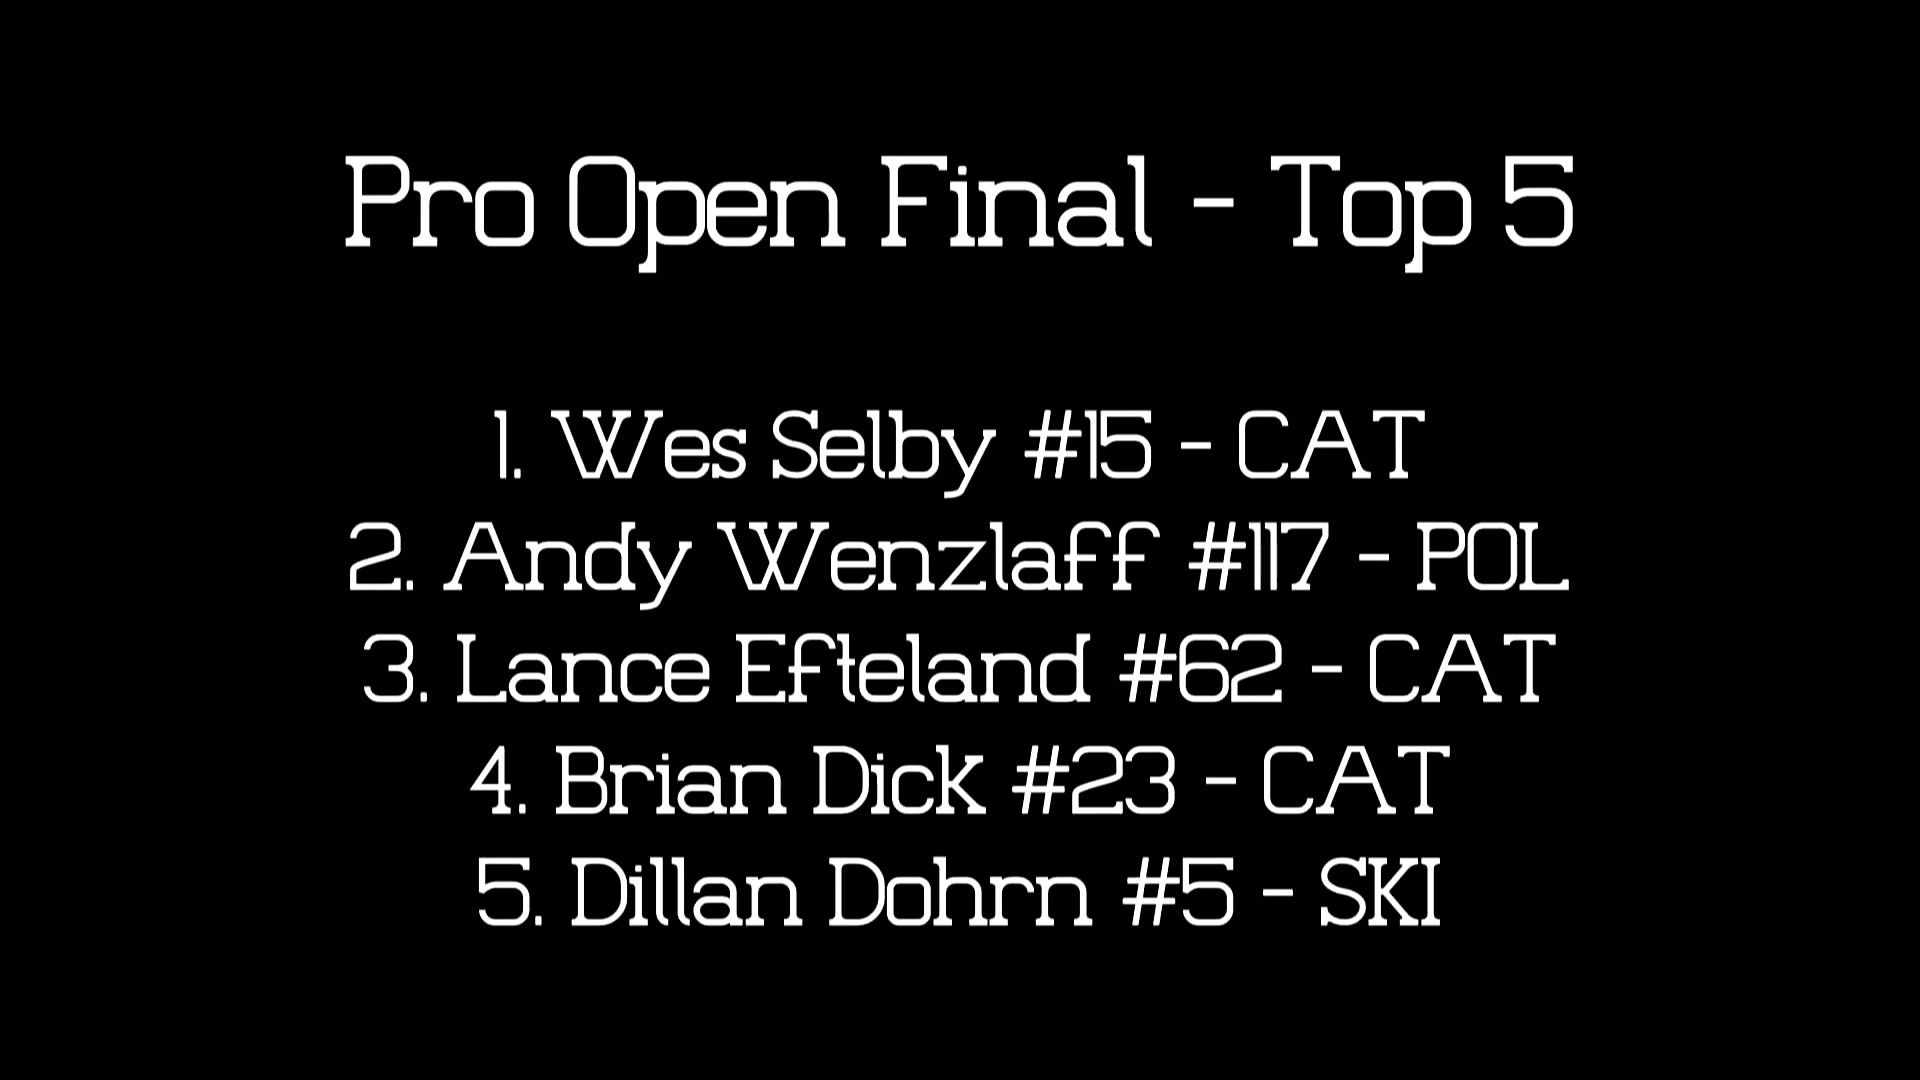 Pro Open Final - Top 5
1. Wes Selby #15 - CAT
2. Andy Wenzlaff #117 - POL
3. Lance Efteland #62 - CAT
4. Brian Dick #23 - CAT
5. Dillan Dohrn #5 - SKI